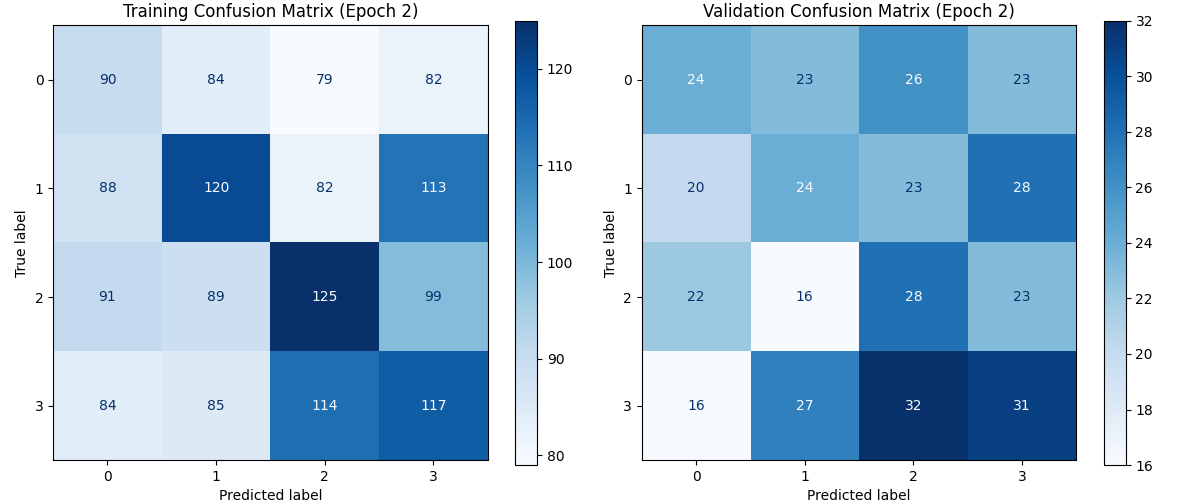 Training Confusion Matrix (Epoch 2)
True label
0
1
2
3
90 84 79 82
88 120 82 113
91 89 125 99
84 85 114 117
0 1 2 3
Predicted label
120
110
100
90
80
Validation Confusion Matrix (Epoch 2)
True label
0
1
2
3
24 23 26 23
20 24 23 28
22 16 28 23
16 27 32 31
0 1 2 3
Predicted label
32
30
28
26
24
22
20
18
16